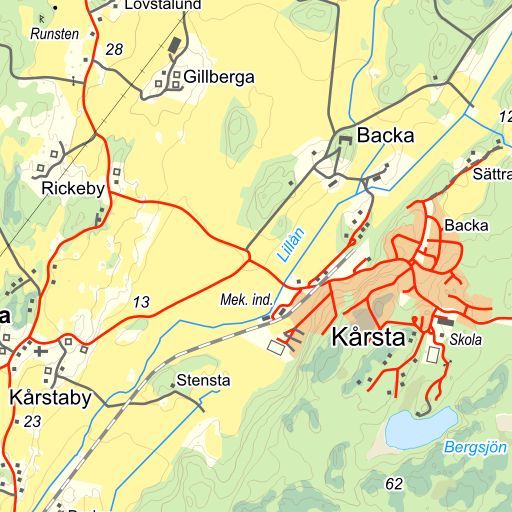 Lövstalund
Runsten
28
Gillberga
Backa
12
Rickeby
Sättra
Backa
Lillån
13
Mek. ind.
a
Kårsta
Skola
Stensta
Kårstaby
23
Bergsjön
62